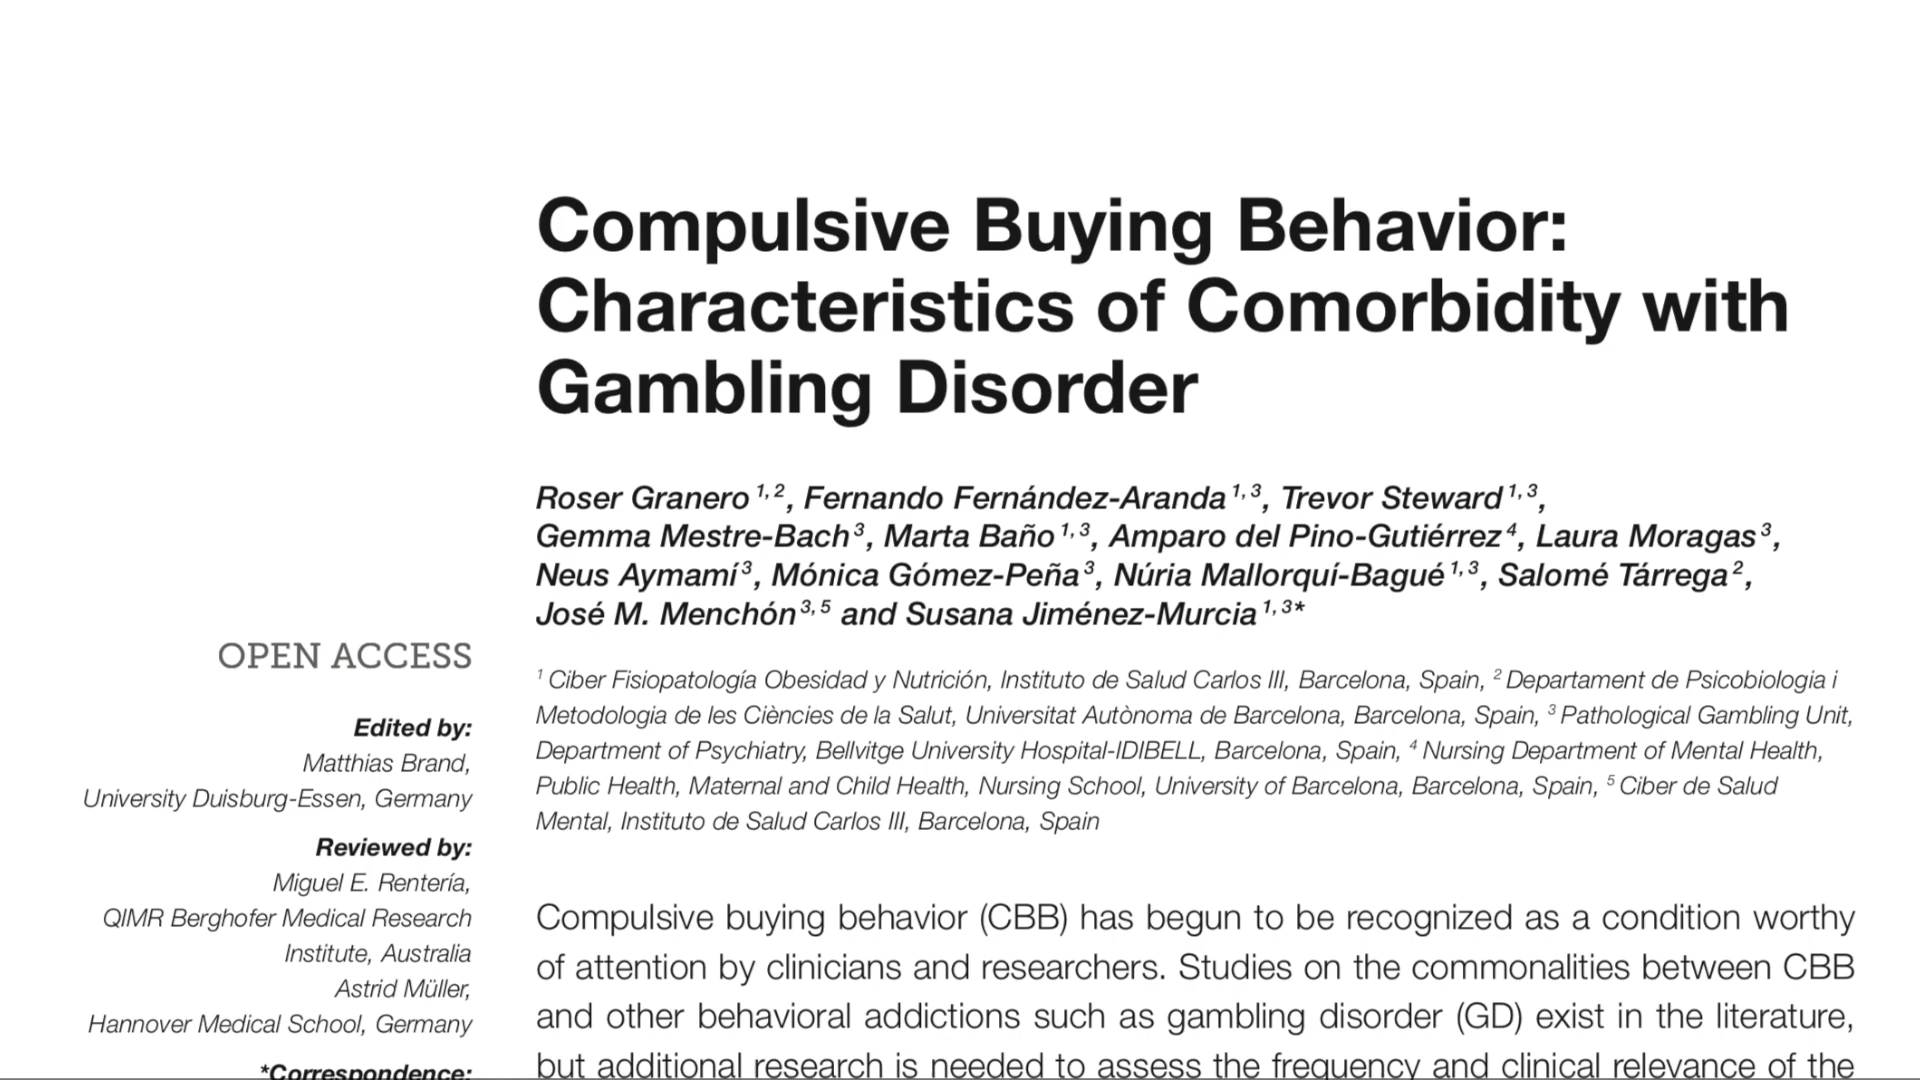 Compulsive Buying Behavior:
Characteristics of Comorbidity with
Gambling Disorder
Roser Granero 1, 2, Fernando Fernández-Aranda 1, 3, Trevor Steward 1, 3,
Gemma Mestre-Bach 3, Marta Baño 1, 3, Amparo del Pino-Gutiérrez 4, Laura Moragas 3,
Neus Aymamí 3, Mónica Gómez-Peña 3, Núria Mallorquí-Bagué 1, 3, Salomé Tárrega 2,
José M. Menchón 3, 5 and Susana Jiménez-Murcia 1, 3*
1 Ciber Fisiopatología Obesidad y Nutrición, Instituto de Salud Carlos III, Barcelona, Spain, 2 Departament de Psicobiologia i
Metodologia de les Ciències de la Salut, Universitat Autònoma de Barcelona, Barcelona, Spain, 3 Pathological Gambling Unit,
Department of Psychiatry, Bellvitge University Hospital-IDIBELL, Barcelona, Spain, 4 Nursing Department of Mental Health,
Public Health, Maternal and Child Health, Nursing School, University of Barcelona, Barcelona, Spain, 5 Ciber de Salud
Mental, Instituto de Salud Carlos III, Barcelona, Spain
OPEN ACCESS
Edited by:
Matthias Brand,
University Duisburg-Essen, Germany
Reviewed by:
Miguel E. Rentería,
QIMR Berghofer Medical Research
Institute, Australia
Astrid Müller,
Hannover Medical School, Germany
*Correspondence:
Compulsive buying behavior (CBB) has begun to be recognized as a condition worthy
of attention by clinicians and researchers. Studies on the commonalities between CBB
and other behavioral addictions such as gambling disorder (GD) exist in the literature,
but additional research is needed to assess the frequency and clinical relevance of the